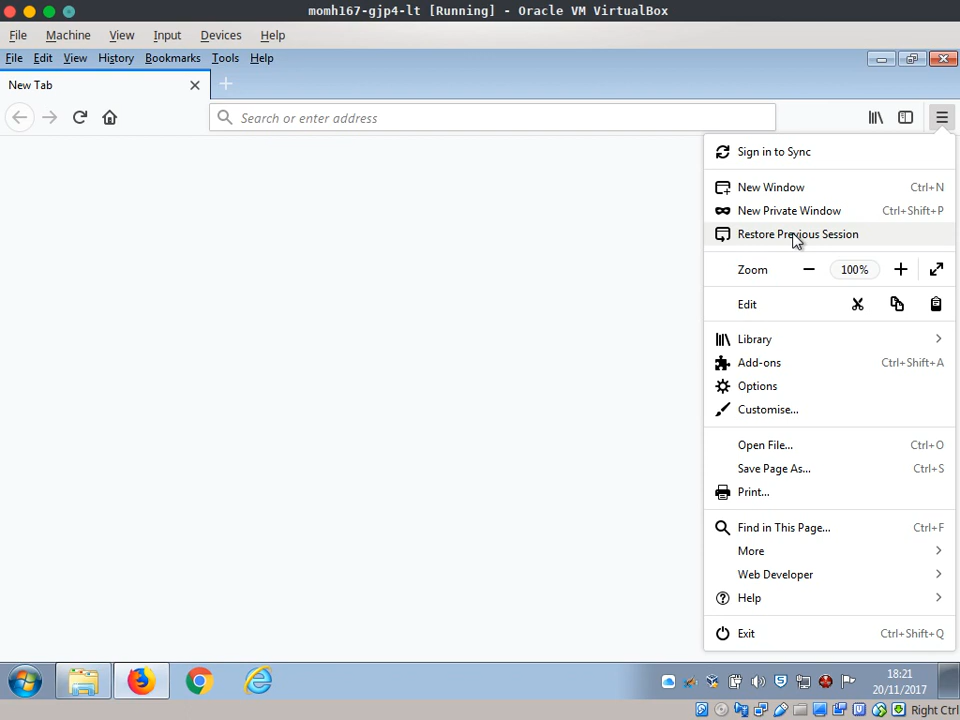 momh167-gjp4-lt [Running] - Oracle VM VirtualBox
File Machine View Input Devices Help
File Edit View History Bookmarks Tools Help
New Tab
Search or enter address
Sign in to Sync
New Window Ctrl+N
New Private Window Ctrl+Shift+P
Restore Previous Session
Zoom 100%
Edit
Library
Add-ons Ctrl+Shift+A
Options
Customise...
Open File... Ctrl+O
Save Page As... Ctrl+S
Print...
Find in This Page... Ctrl+F
More
Web Developer
Help
Exit Ctrl+Shift+Q
18:21
20/11/2017
Right Ctrl